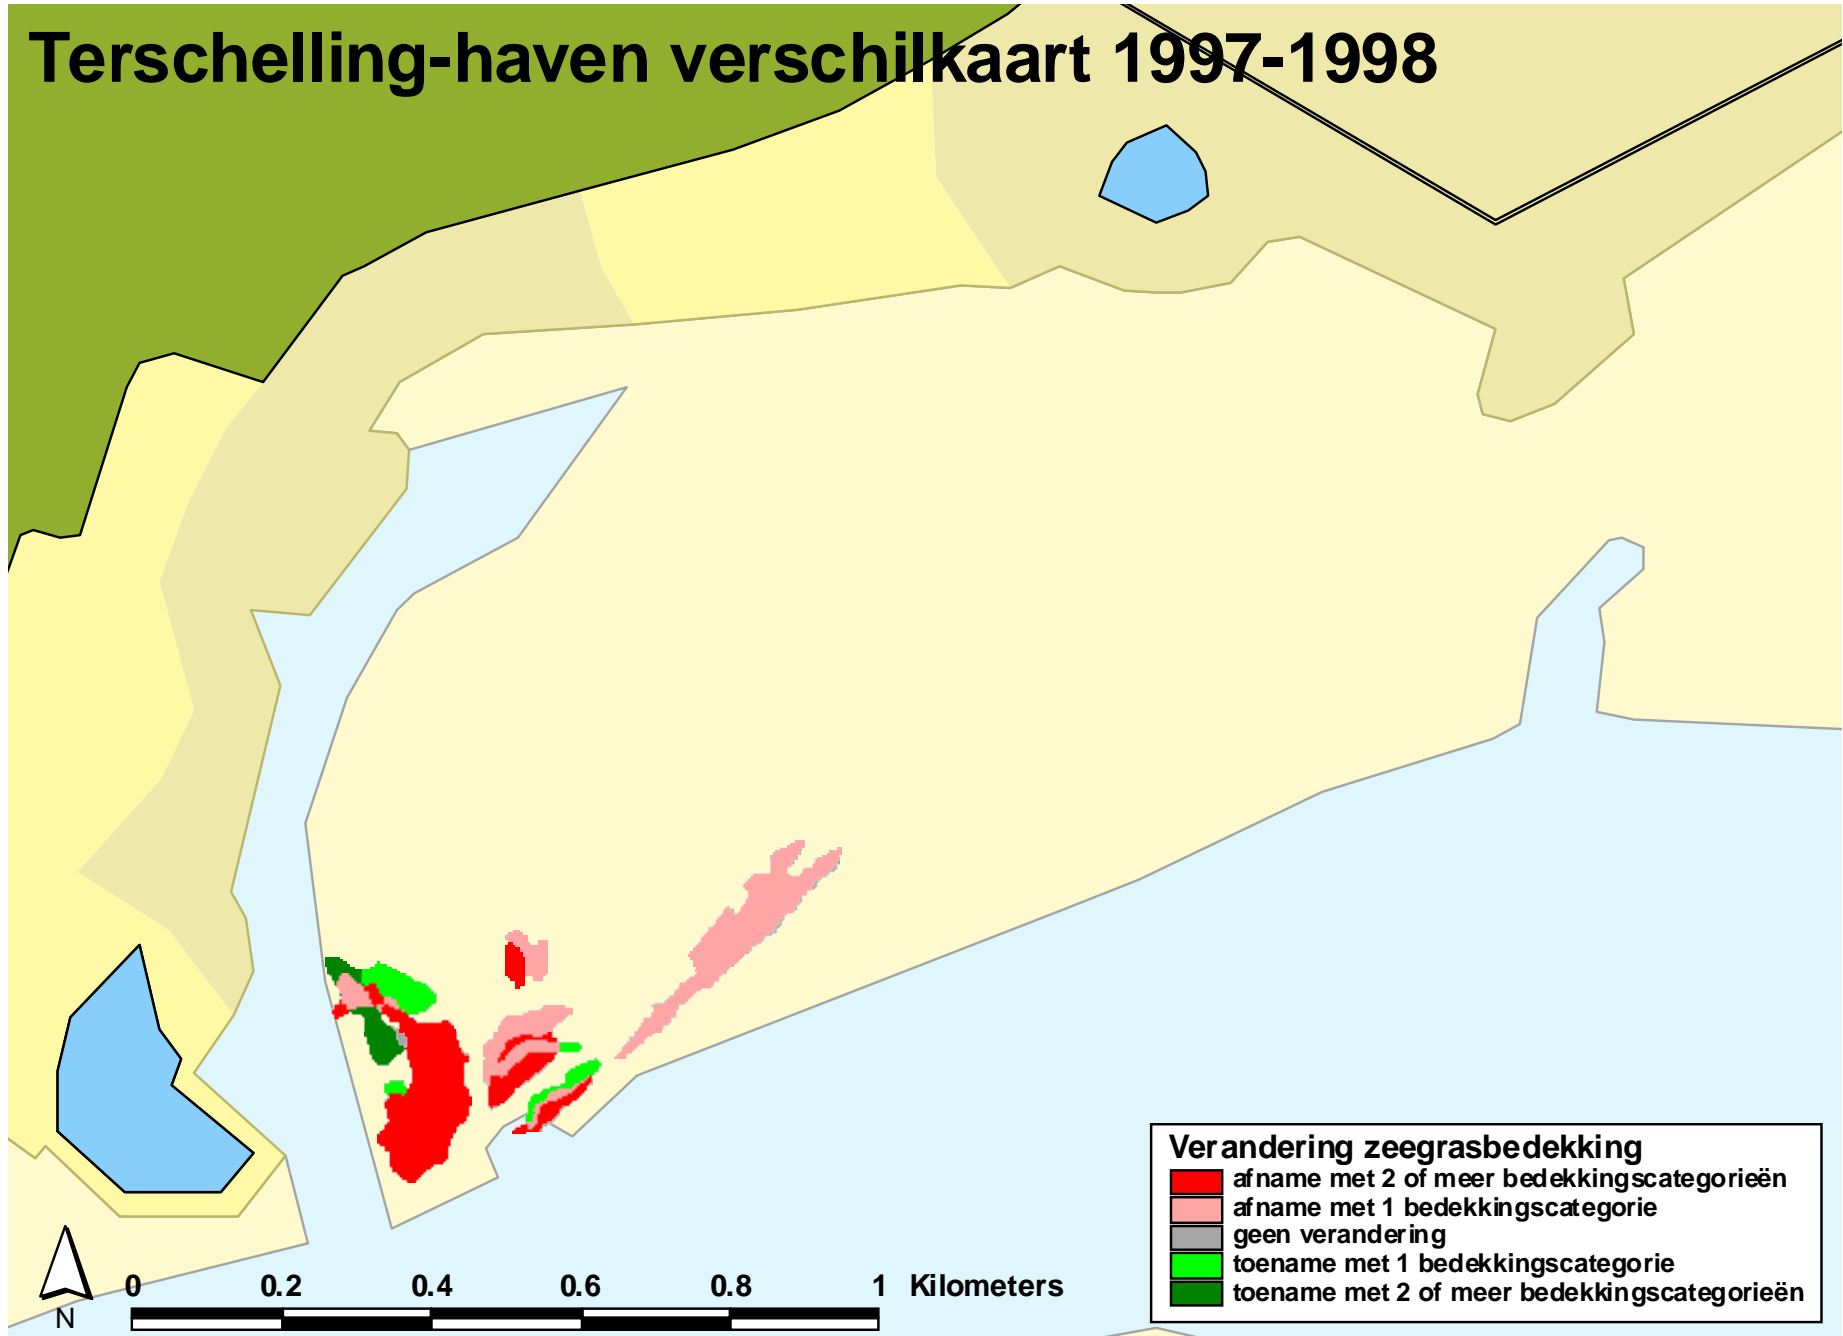 Terschelling-haven verschilkaart 1997-1998
Verandering zeegrasbedekking
afname met 2 of meer bedekkingscategorieën
afname met 1 bedekkingscategorie
geen verandering
toename met 1 bedekkingscategorie
toename met 2 of meer bedekkingscategorieën
0 0.2 0.4 0.6 0.8 1 Kilometers
N